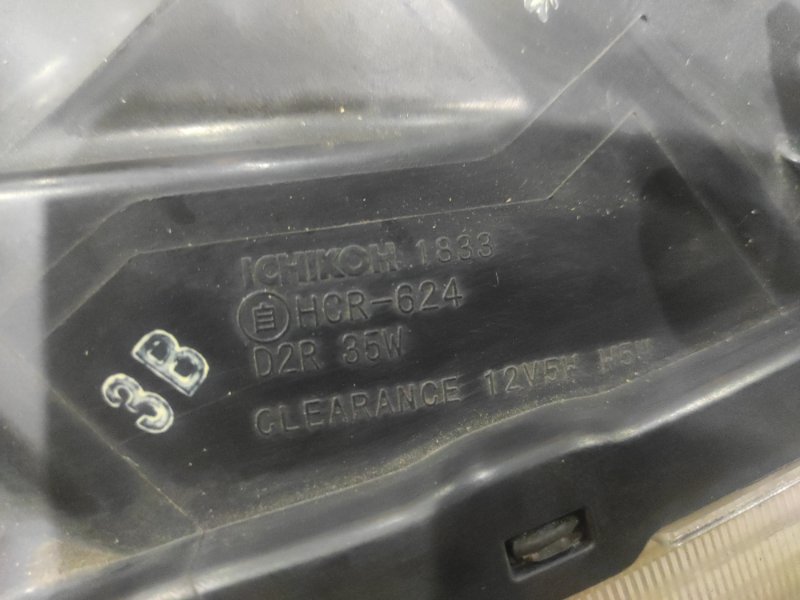 ICHIKOH 1833
自 HCR-624
D2R 35W
CLEARANCE 12V5W
3B